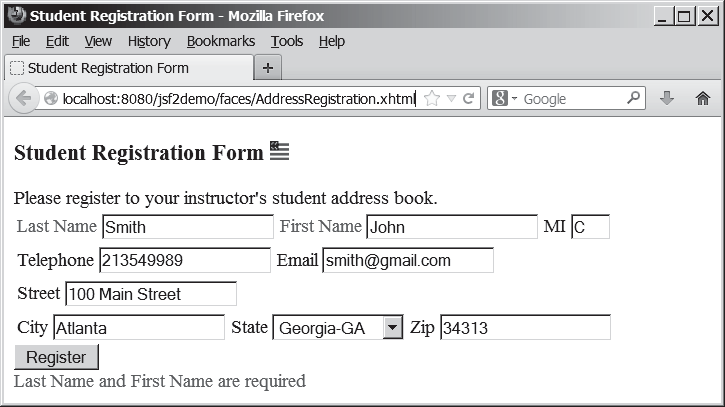 Student Registration Form - Mozilla Firefox
File Edit View History Bookmarks Tools Help
Student Registration Form +
localhost:8080/jsf2demo/faces/AddressRegistration.xhtml Google
Student Registration Form
Please register to your instructor's student address book.
Last Name Smith First Name John MI C
Telephone 213549989 Email smith@gmail.com
Street 100 Main Street
City Atlanta State Georgia-GA Zip 34313
Register
Last Name and First Name are required